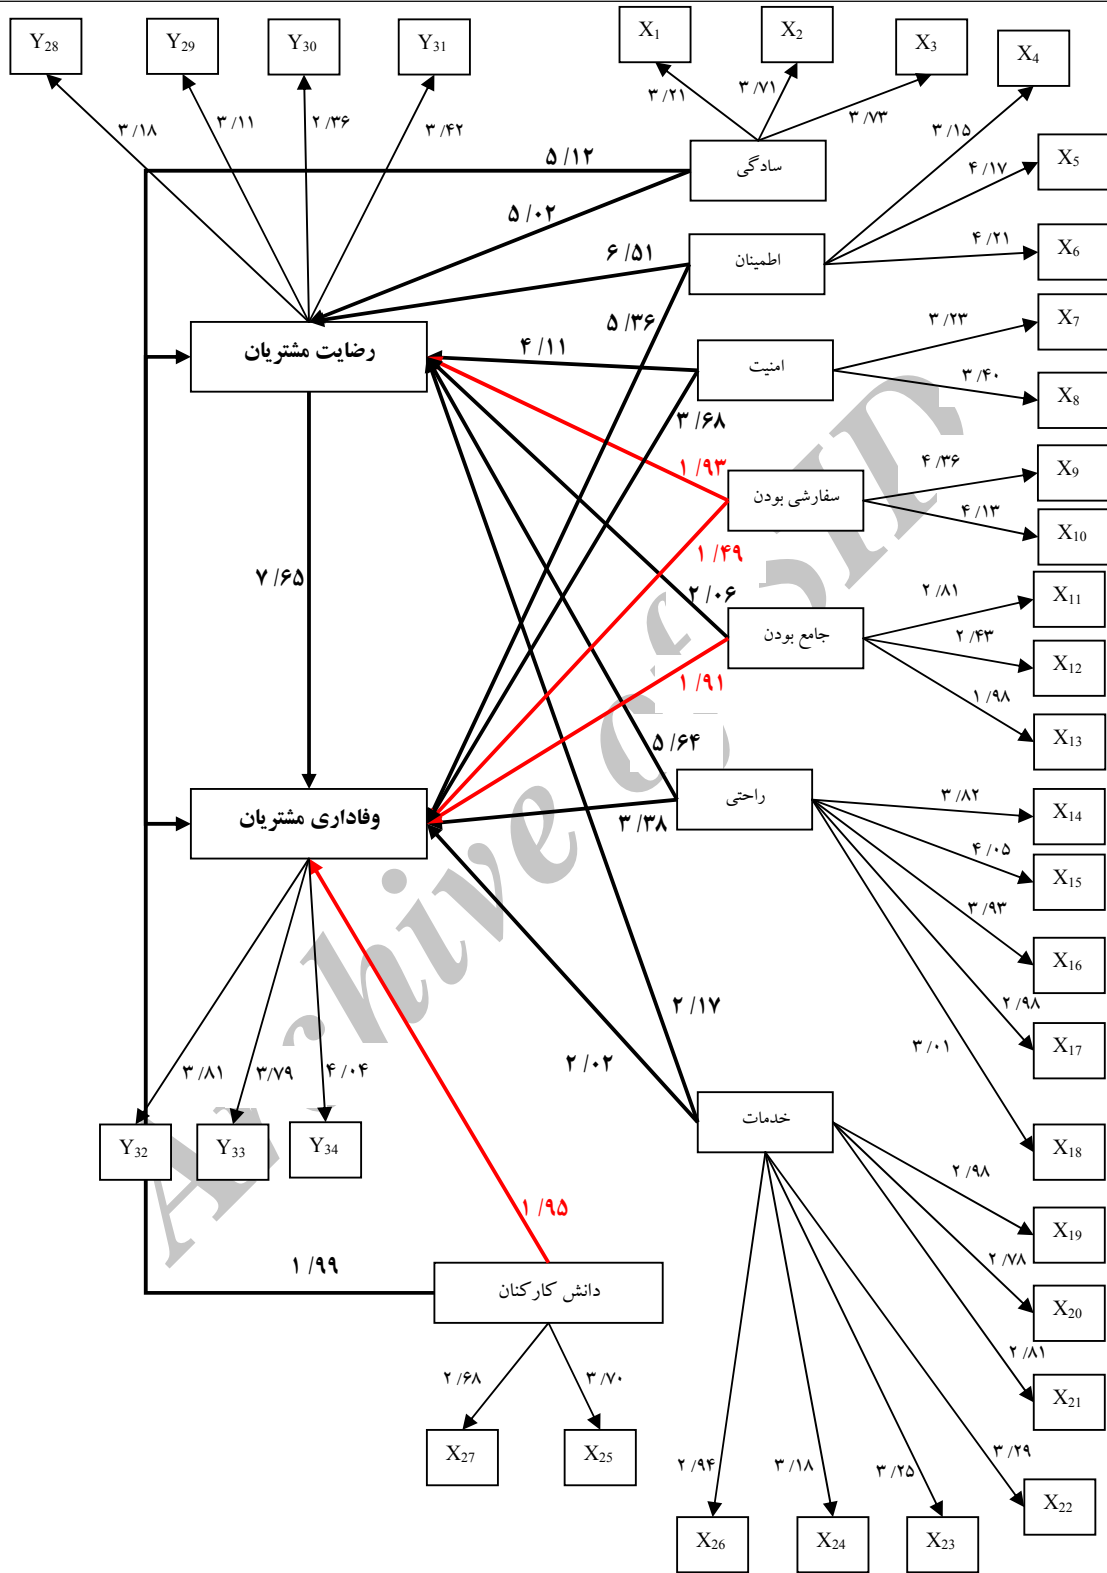 Y28
Y29
Y30
Y31
X1
X2
X3
X4
۳/۱۸
۳/۱۱
۲/۳۶
۳/۴۲
۳/۲۱
۳/۷۱
۳/۷۳
۳/۱۵
سادگی
۵/۱۲
۴/۱۷
X5
۵/۰۲
اطمینان
۶/۵۱
۴/۲۱
X6
۵/۳۶
رضایت مشتریان
۴/۱۱
امنیت
۳/۲۳
X7
۳/۴۰
X8
۳/۶۸
۱/۹۳
سفارشی بودن
۴/۳۶
X9
۴/۱۳
X10
۱/۴۹
۷/۶۵
۲/۰۶
جامع بودن
۲/۸۱
X11
۲/۴۳
X12
۱/۹۸
X13
۱/۹۱
۵/۶۴
راحتی
وفاداری مشتریان
۳/۳۸
۳/۸۲
X14
۴/۰۵
X15
۳/۹۳
X16
۲/۹۸
X17
۳/۰۱
X18
۲/۱۷
۲/۰۲
خدمات
۳/۸۱
۳/۷۹
۴/۰۴
Y32
Y33
Y34
۲/۹۸
X19
۲/۷۸
X20
۲/۸۱
X21
۱/۹۵
۱/۹۹
دانش کارکنان
۲/۶۸
۳/۷۰
X27
X25
۲/۹۴
۳/۱۸
۳/۲۵
۳/۲۹
X22
X26
X24
X23
Archive of SID